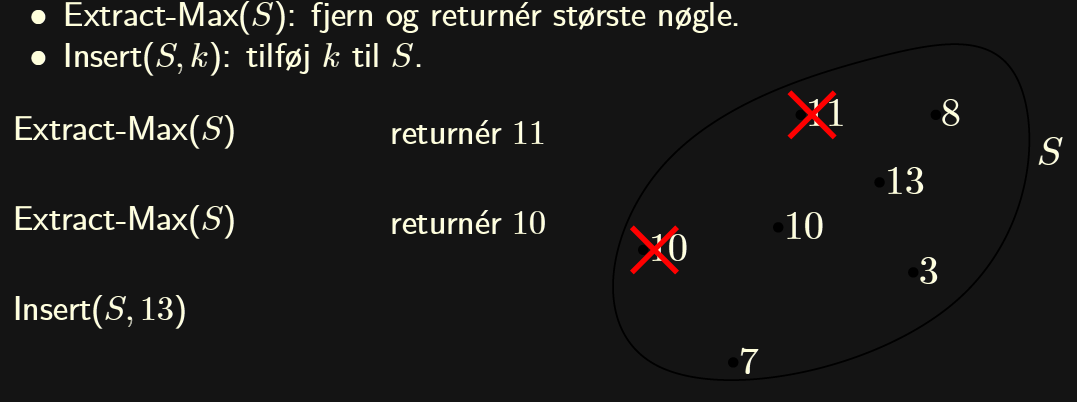 • Extract-Max(S): fjern og returnér største nøgle.
• Insert(S, k): tilføj k til S.
Extract-Max(S) returnér 11
Extract-Max(S) returnér 10
Insert(S, 13)
11
8
S
13
10
10
3
7